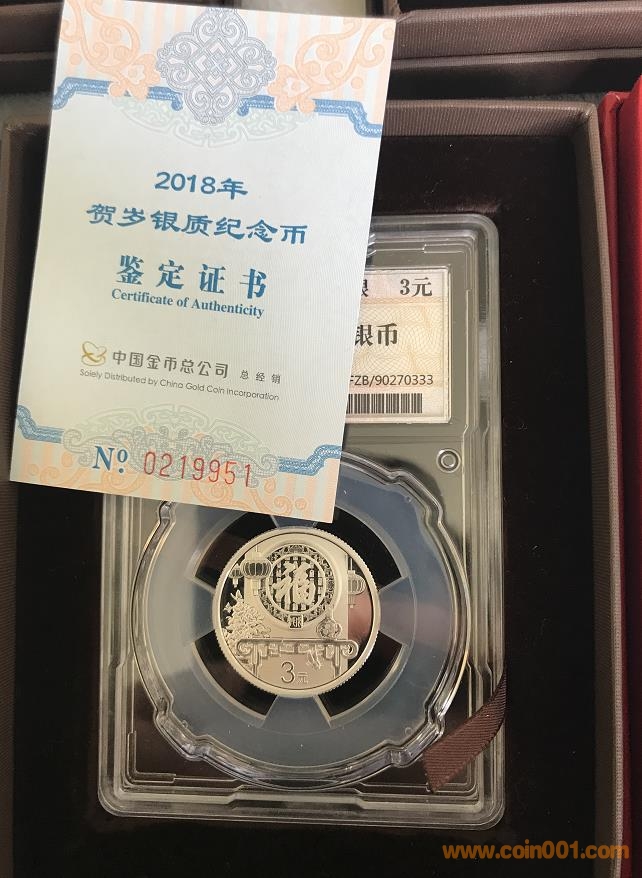 2018年
贺岁银质纪念币
鉴定证书
Certificate of Authenticity
中国金币总公司 总经销
Solely Distributed by China Gold Coin Incorporation
No. 0219951
3元
银币
FZB/90270333
福
3元
www.coin001.com